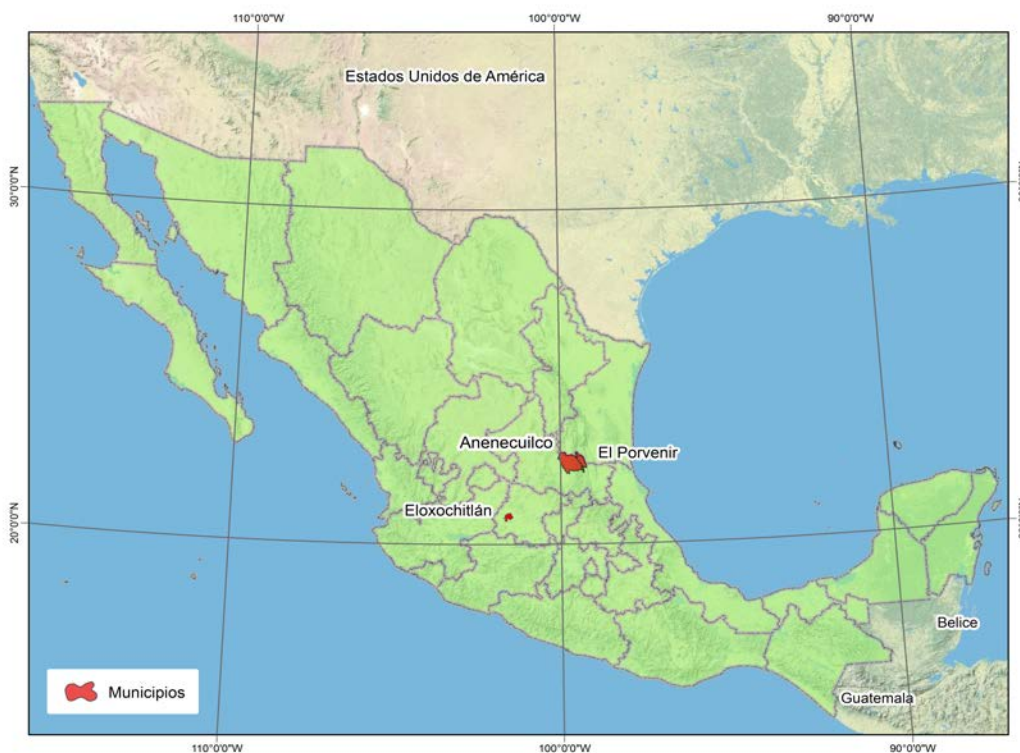 110°0'0"W 100°0'0"W 90°0'0"W
Estados Unidos de América
30°0'0"N
Anenecuilco
El Porvenir
Eloxochitlán
20°0'0"N
Belice
Municipios
Guatemala
110°0'0"W 100°0'0"W 90°0'0"W